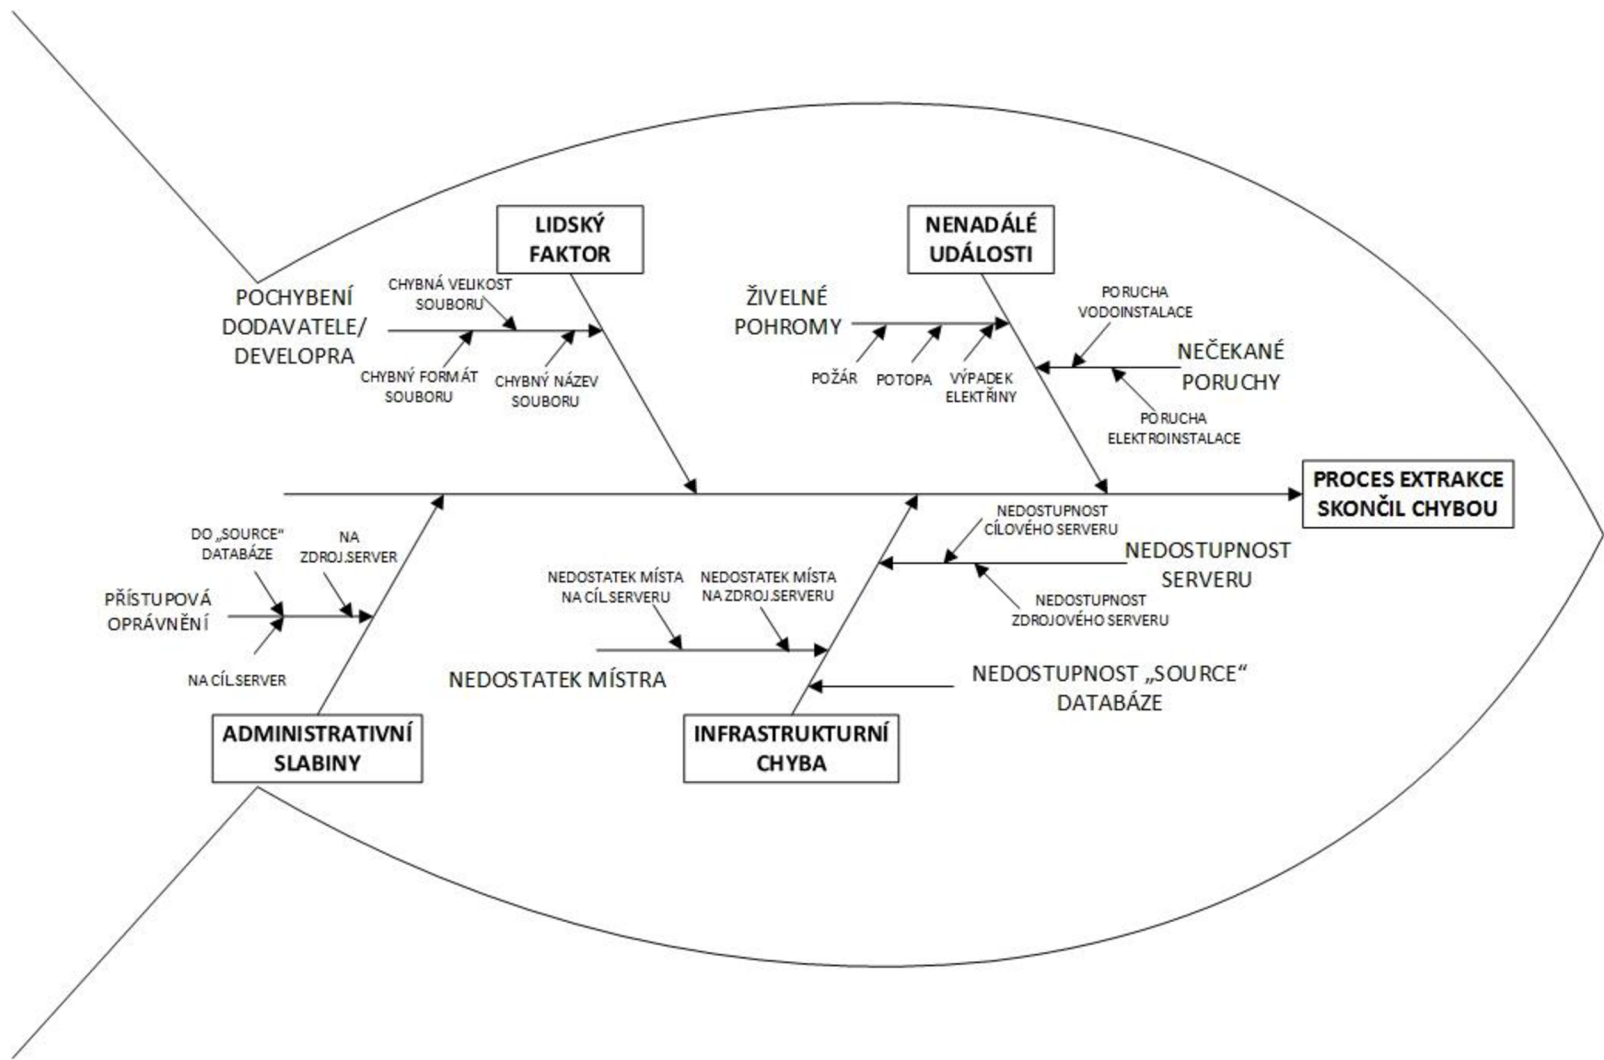 LIDSKÝ
FAKTOR
NENADÁLÉ
UDÁLOSTI
POCHYBENÍ
DODAVATELE/
DEVELOPRA
CHYBNÁ VELIKOST
SOUBORU
CHYBNÝ FORMÁT
SOUBORU
CHYBNÝ NÁZEV
SOUBORU
ŽIVELNÉ
POHROMY
POŽÁR
POTOPA
VÝPADEK
ELEKTŘINY
PORUCHA
VODOINSTALACE
NEČEKANÉ
PORUCHY
PORUCHA
ELEKTROINSTALACE
PROCES EXTRAKCE
SKONČIL CHYBOU
DO „SOURCE“
DATABÁZE
NA
ZDROJ.SERVER
PŘÍSTUPOVÁ
OPRÁVNĚNÍ
NA CÍL.SERVER
NEDOSTUPNOST
CÍLOVÉHO SERVERU
NEDOSTUPNOST
SERVERU
NEDOSTUPNOST
ZDROJOVÉHO SERVERU
NEDOSTATEK MÍSTA
NA CÍL.SERVERU
NEDOSTATEK MÍSTA
NA ZDROJ.SERVERU
NEDOSTATEK MÍSTRA
NEDOSTUPNOST „SOURCE“
DATABÁZE
ADMINISTRATIVNÍ
SLABINY
INFRASTRUKTURNÍ
CHYBA